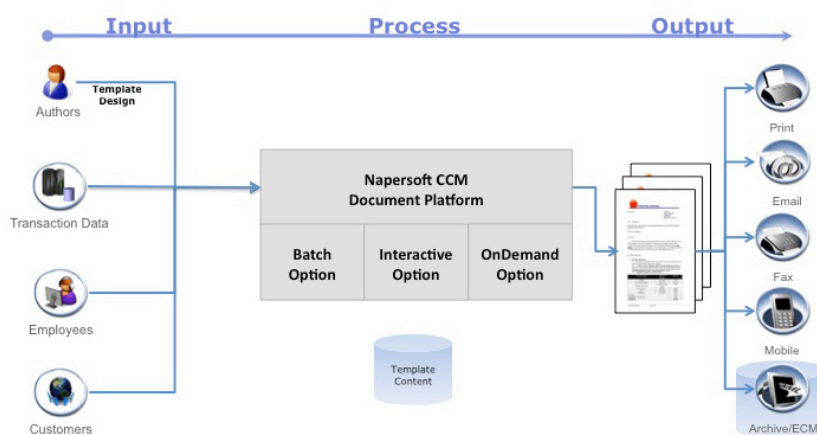 Input
Process
Output
Authors
Template
Design
Transaction Data
Employees
Customers
Napersoft CCM
Document Platform
Batch
Option
Interactive
Option
OnDemand
Option
Template
Content
Print
Email
Fax
Mobile
Archive/ECM